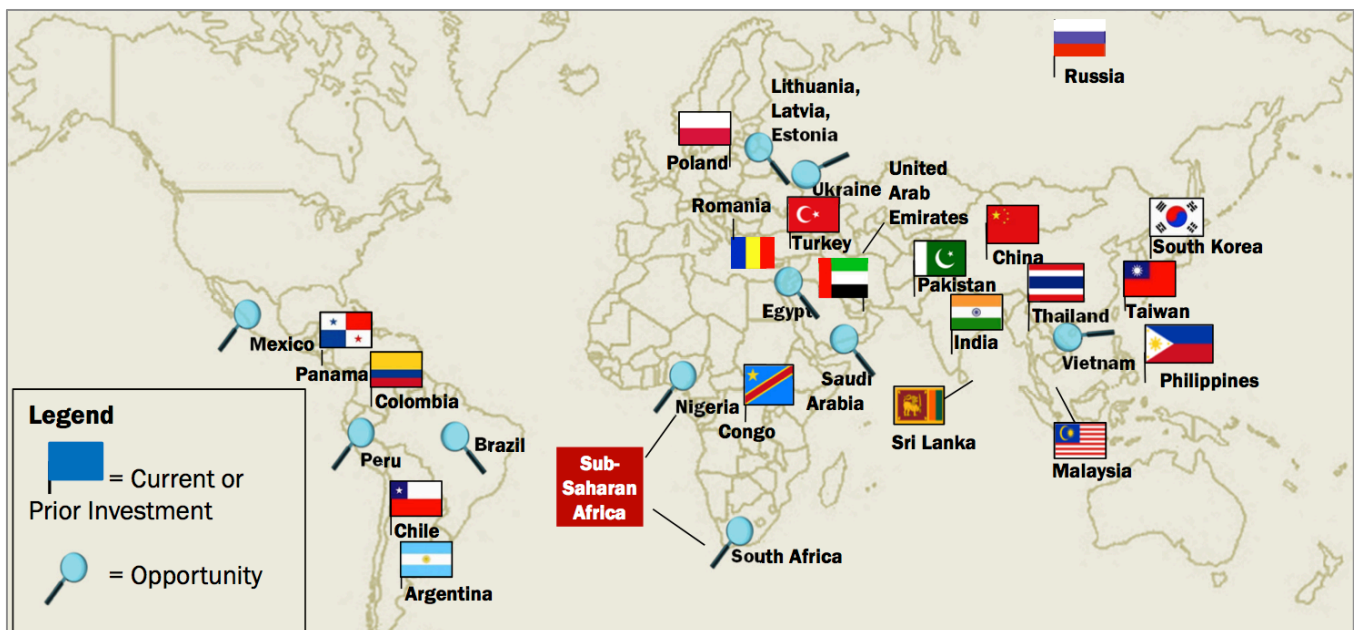 Russia
Lithuania,
Latvia,
Estonia
Poland
Ukraine
United
Arab
Emirates
Romania
Turkey
China
South Korea
Pakistan
Egypt
Thailand
Taiwan
India
Mexico
Vietnam
Panama
Philippines
Saudi
Arabia
Colombia
Nigeria
Congo
Sri Lanka
Brazil
Peru
Malaysia
Sub-
Saharan
Africa
Chile
South Africa
Argentina
Legend
= Current or
Prior Investment
= Opportunity